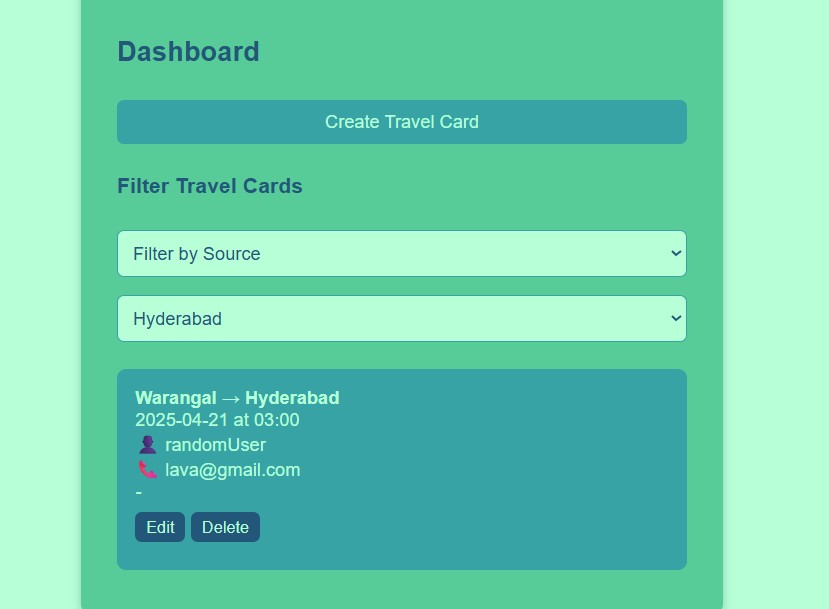 Dashboard
Create Travel Card
Filter Travel Cards
Filter by Source
Hyderabad
Warangal → Hyderabad
2025-04-21 at 03:00
👤 randomUser
📞 lava@gmail.com
-
Edit Delete